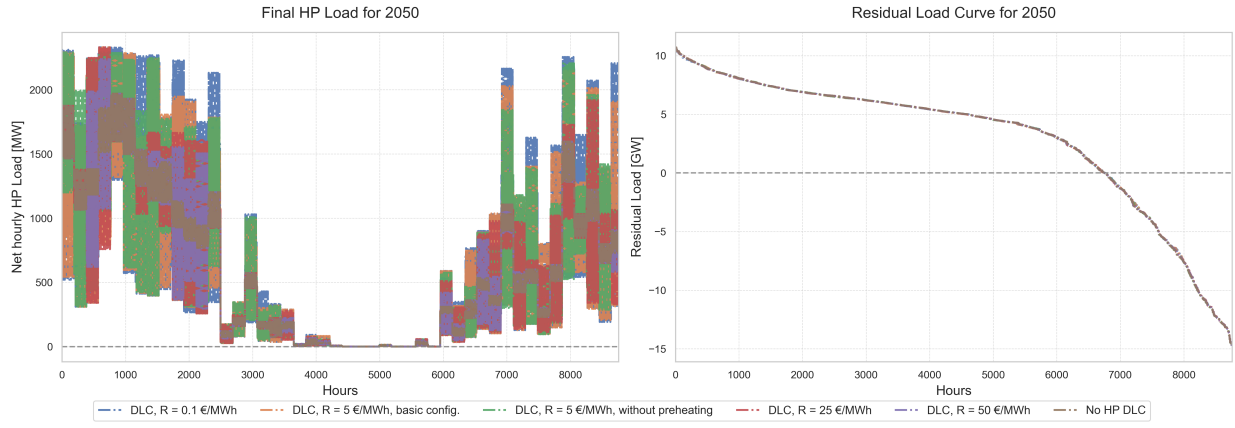 Final HP Load for 2050
Net hourly HP Load [MW]
2000
1500
1000
500
0
0 1000 2000 3000 4000 5000 6000 7000 8000
Hours
Residual Load Curve for 2050
Residual Load [GW]
10
5
0
−5
−10
−15
0 1000 2000 3000 4000 5000 6000 7000 8000
Hours
DLC, R = 0.1 €/MWh DLC, R = 5 €/MWh, basic config. DLC, R = 5 €/MWh, without preheating DLC, R = 25 €/MWh DLC, R = 50 €/MWh No HP DLC